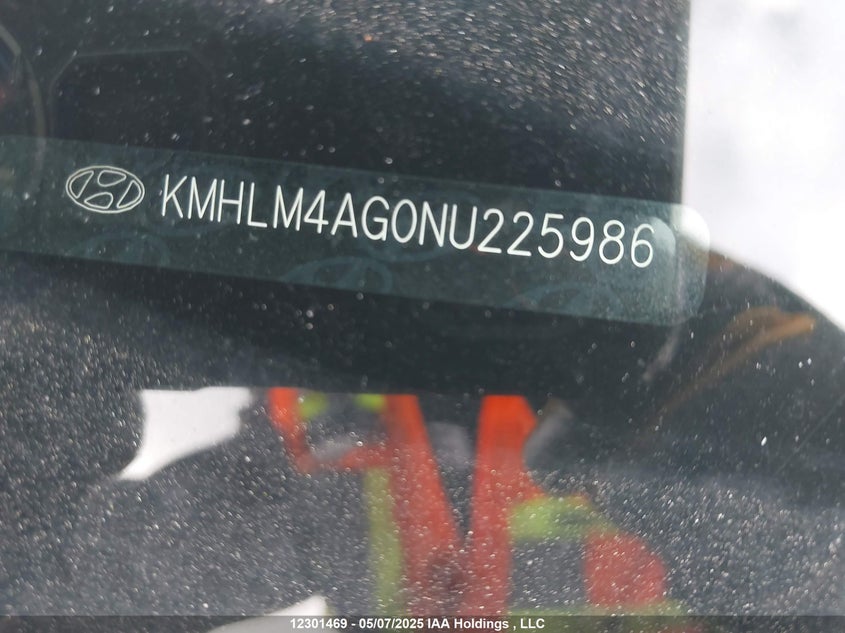 KMHLM4AG0NU225986
12301469 - 05/07/2025 IAA Holdings , LLC